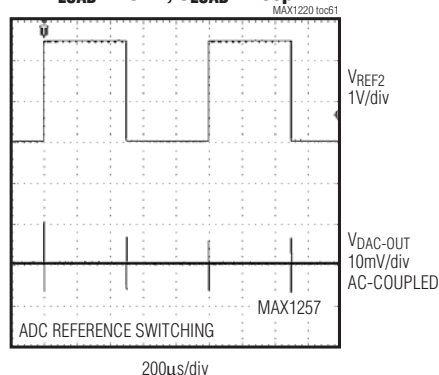 MAX1220 toc61
VREF2
1V/div
VDAC-OUT
10mV/div
AC-COUPLED
MAX1257
ADC REFERENCE SWITCHING
200µs/div